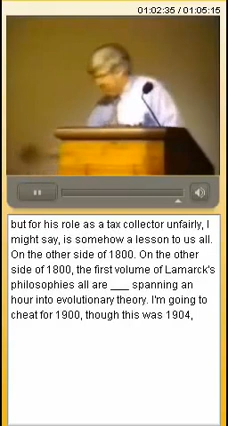 01:02:35 / 01:05:15
but for his role as a tax collector unfairly, I
might say, is somehow a lesson to us all.
On the other side of 1800. On the other
side of 1800, the first volume of Lamarck's
philosophies all are ___ spanning an
hour into evolutionary theory. I'm going to
cheat for 1900, though this was 1904,